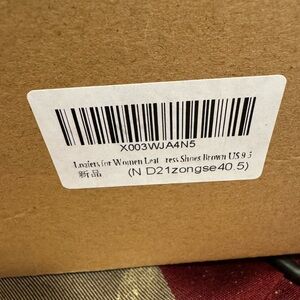 X003WJA4N5
Loafers for Women Leat...ress Shoes Brown US 9.5
新品 (N D21zongse40.5)